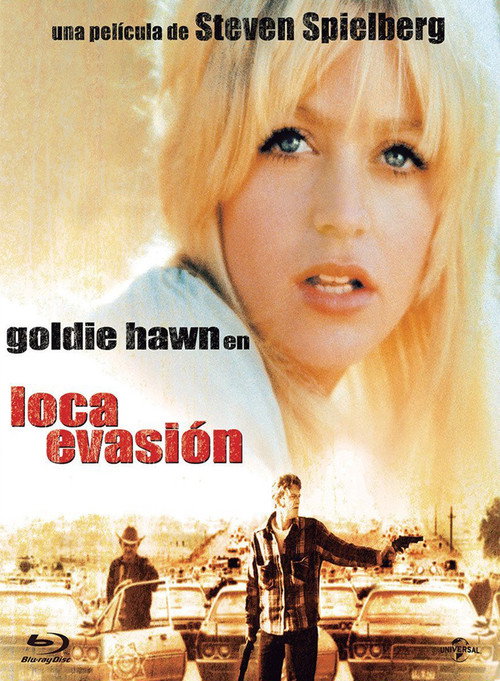 una película de Steven Spielberg
goldie hawn en
loca
evasión
Blu-ray Disc
UNIVERSAL